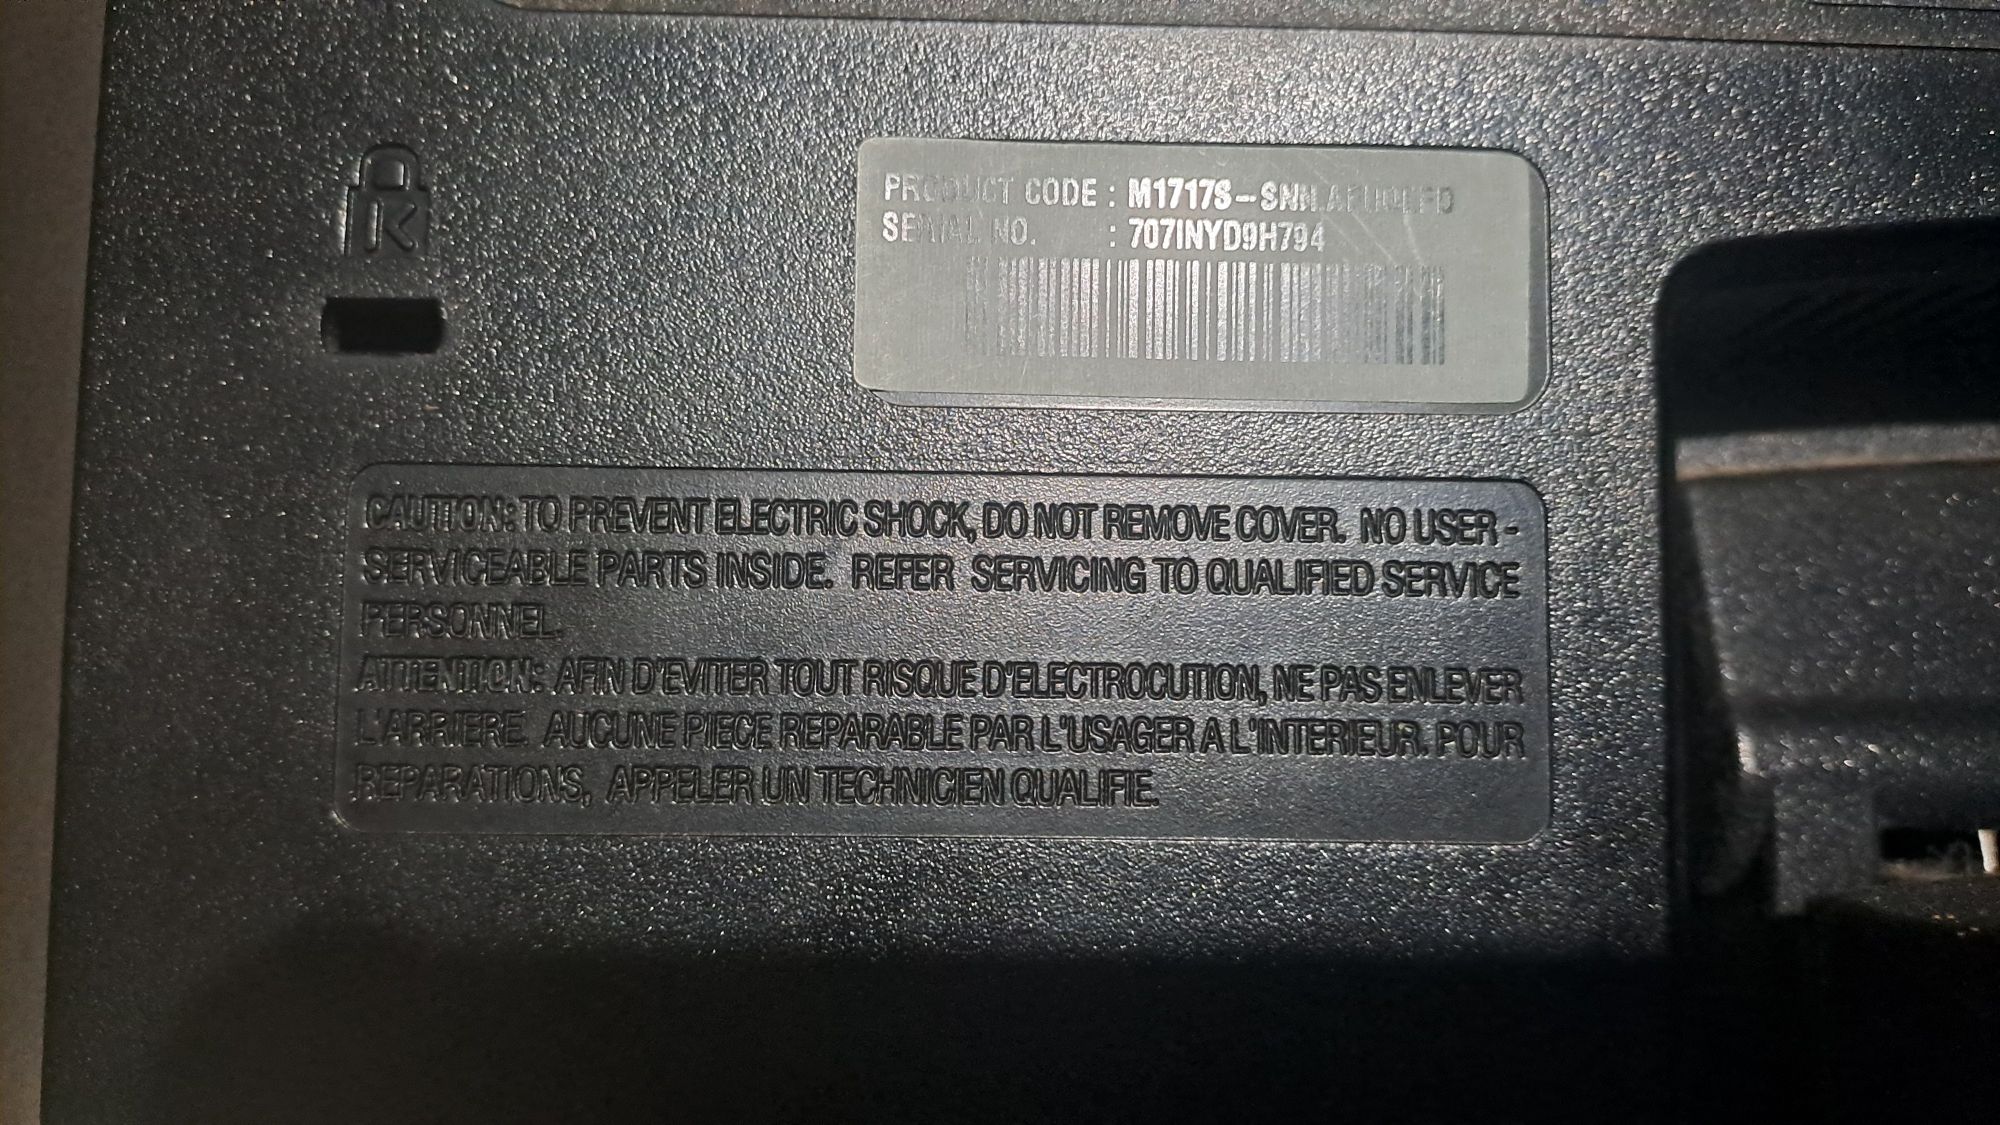 PRODUCT CODE : M1717S-SNN
SERIAL NO. : 707INYD9H794
CAUTION: TO PREVENT ELECTRIC SHOCK, DO NOT REMOVE COVER. NO USER -
SERVICEABLE PARTS INSIDE. REFER SERVICING TO QUALIFIED SERVICE
PERSONNEL.
ATTENTION: AFIN D'EVITER TOUT RISQUE D'ELECTROCUTION, NE PAS ENLEVER
L'ARRIERE. AUCUNE PIECE REPARABLE PAR L'USAGER A L'INTERIEUR. POUR
REPARATIONS, APPELER UN TECHNICIEN QUALIFIE.